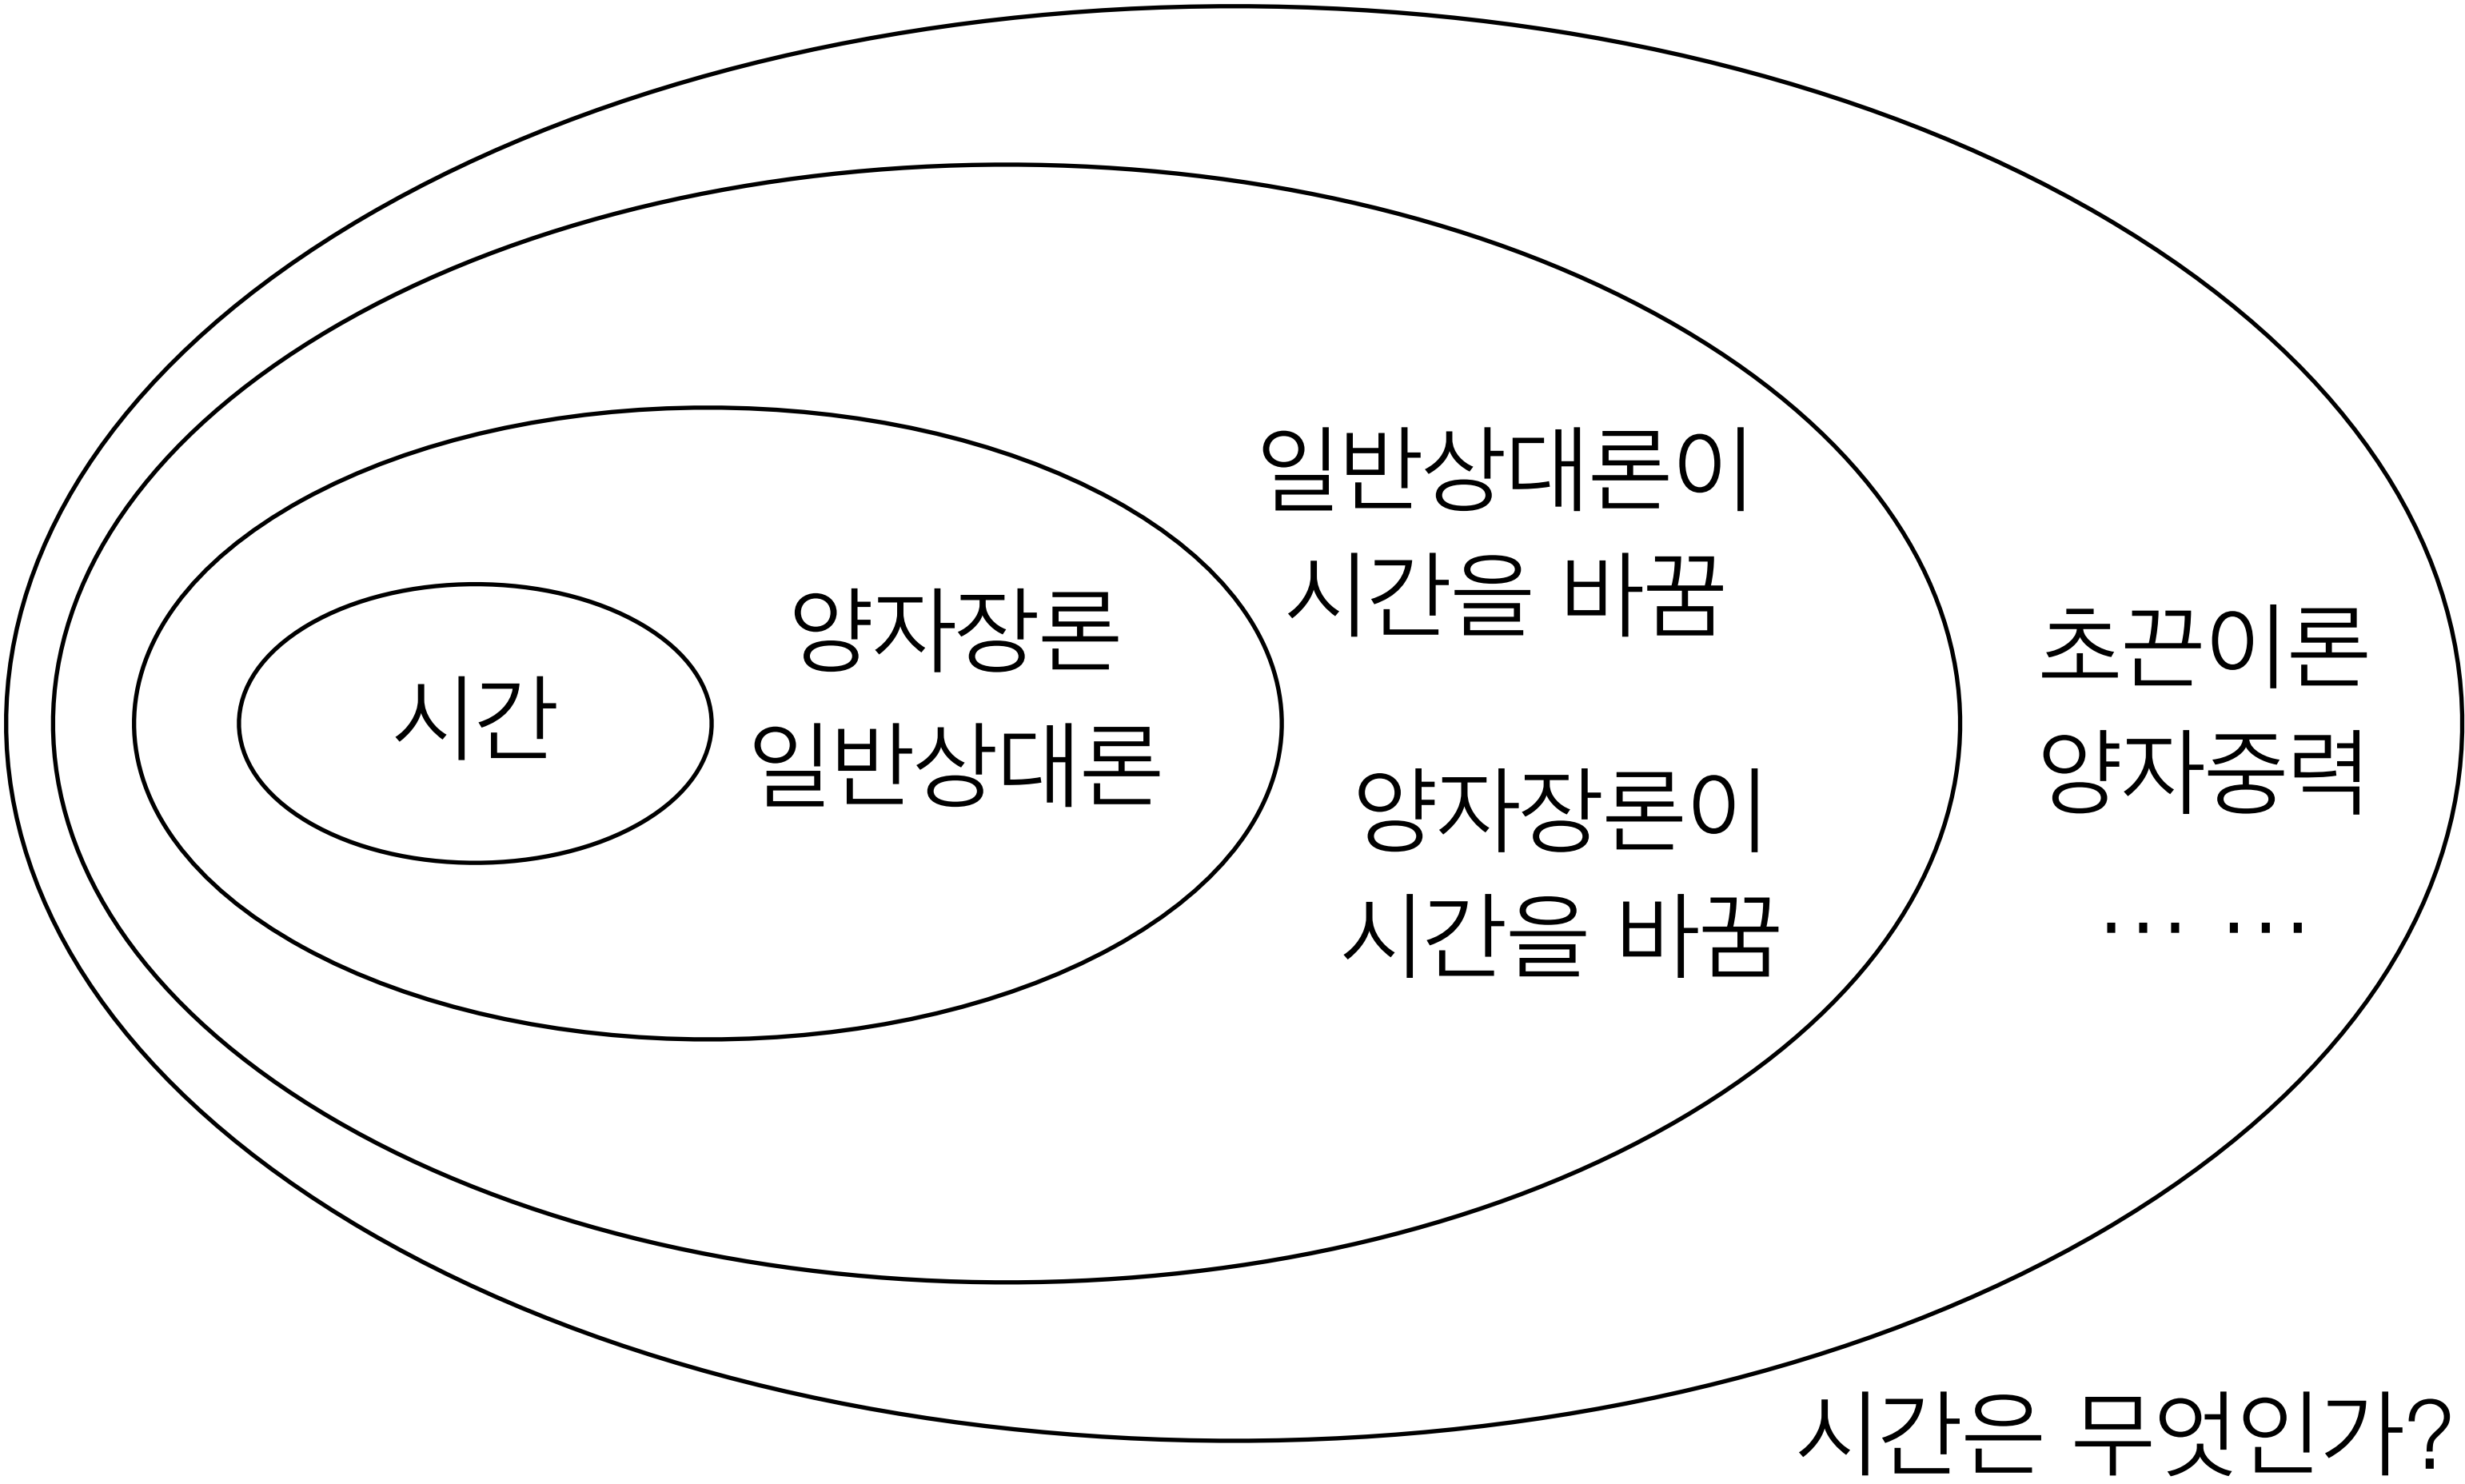 시간
양자장론
일반상대론
일반상대론이
시간을 바꿈
양자장론이
시간을 바꿈
초끈이론
양자중력
... ...
시간은 무엇인가?